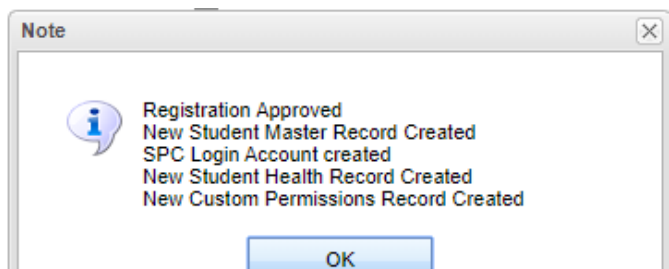 Note
Registration Approved
New Student Master Record Created
SPC Login Account created
New Student Health Record Created
New Custom Permissions Record Created
OK